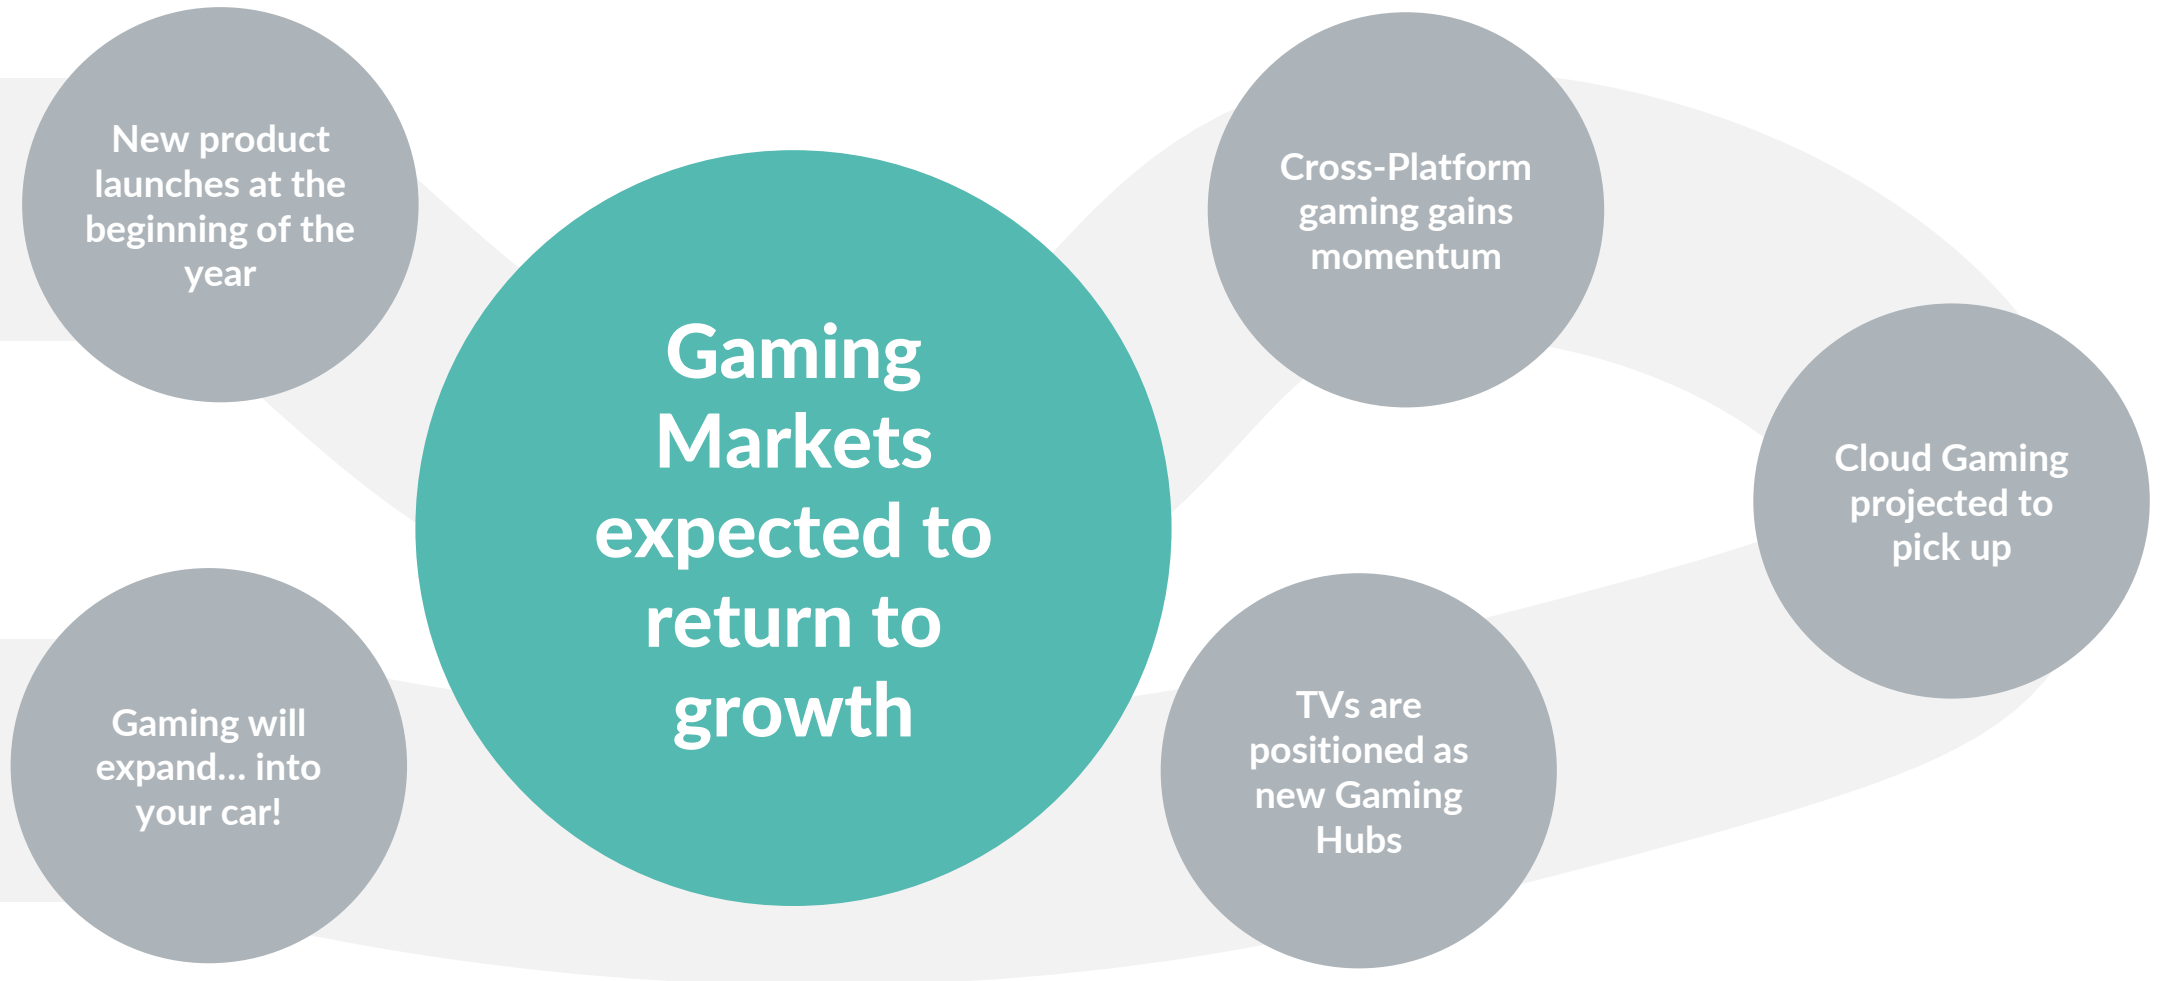 New product
launches at the
beginning of the
year
Gaming
Markets
expected to
return to
growth
Cross-Platform
gaming gains
momentum
Cloud Gaming
projected to
pick up
TVs are
positioned as
new Gaming
Hubs
Gaming will
expand... into
your car!